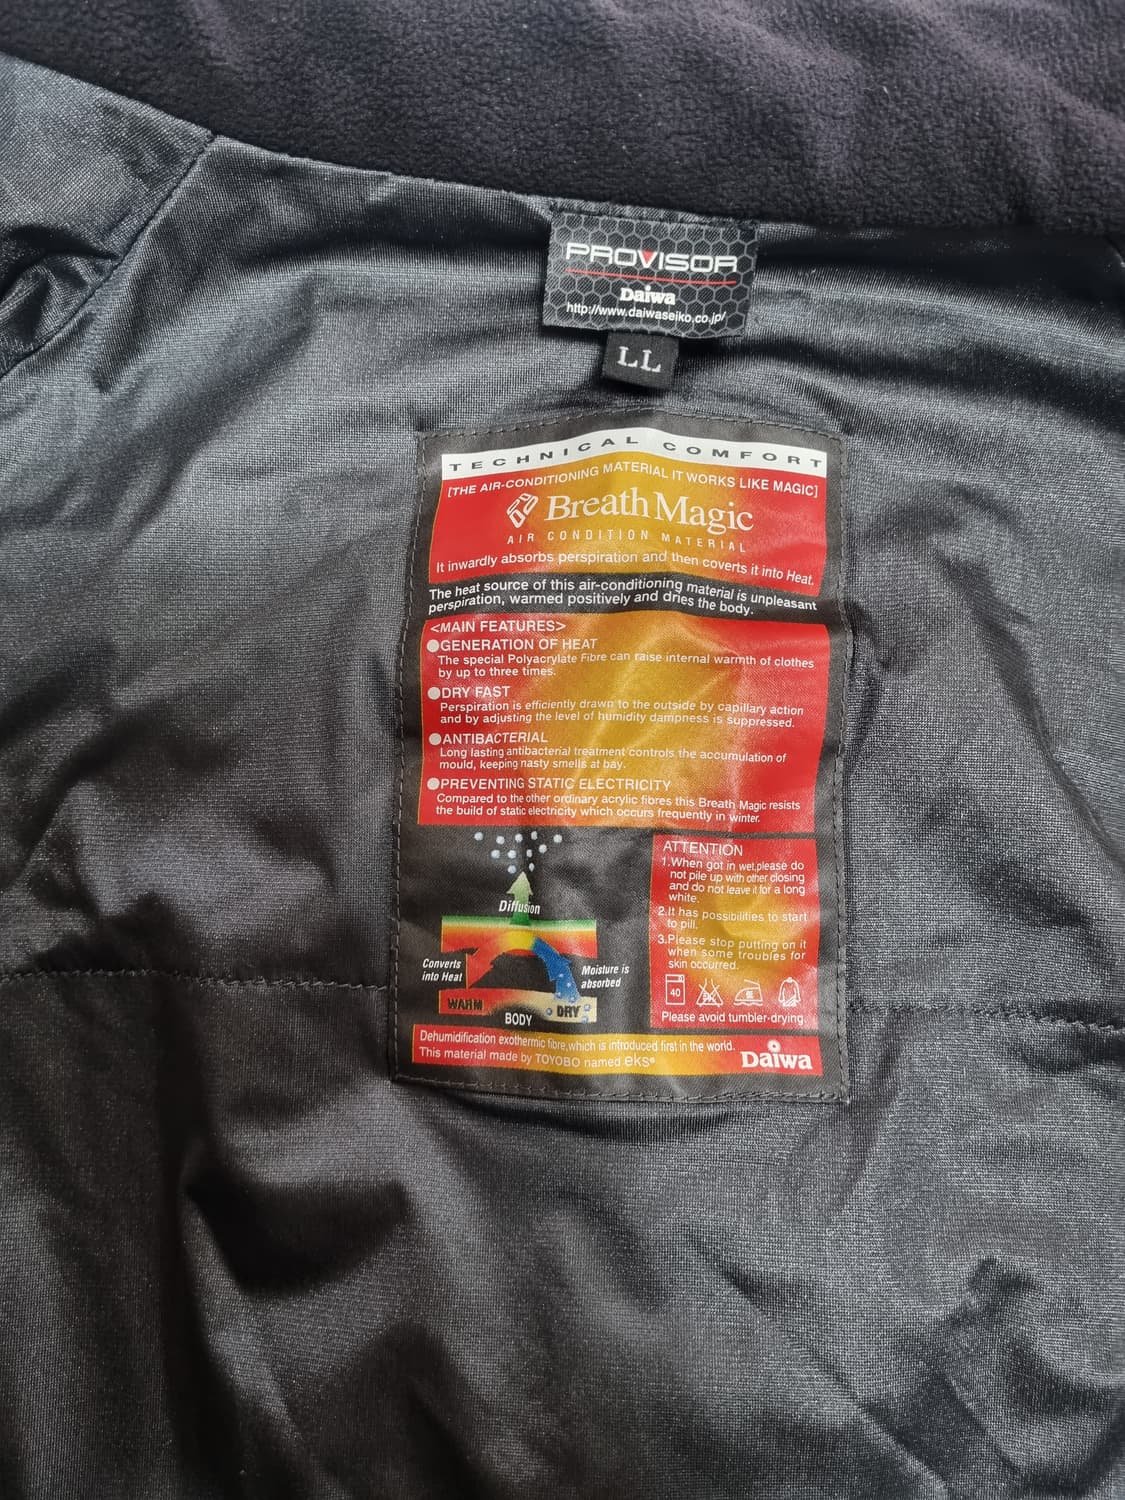 PROVISOR
Daiwa
http://www.daiwaseiko.co.jp/
LL
TECHNICAL COMFORT
[THE AIR-CONDITIONING MATERIAL IT WORKS LIKE MAGIC]
Breath Magic
AIR CONDITION MATERIAL
It inwardly absorbs perspiration and then coverts it into Heat.
The heat source of this air-conditioning material is unpleasant
perspiration, warmed positively and dries the body.
<MAIN FEATURES>
●GENERATION OF HEAT
The special Polyacrylate Fibre can raise internal warmth of clothes
by up to three times.
●DRY FAST
Perspiration is efficiently drawn to the outside by capillary action
and by adjusting the level of humidity dampness is suppressed.
●ANTIBACTERIAL
Long lasting antibacterial treatment controls the accumulation of
mould, keeping nasty smells at bay.
●PREVENTING STATIC ELECTRICITY
Compared to the other ordinary acrylic fibres this Breath Magic resists
the build of static electricity which occurs frequently in winter.
Diffusion
Converts
into Heat
Moisture is
absorbed
WARM
DRY
BODY
ATTENTION
1.When got in wet,please do
not pile up with other closing
and do not leave it for a long
white.
2.It has possibilities to start
to pill.
3.Please stop putting on it
when some troubles for
skin occurred.
40
Please avoid tumbler-drying.
Dehumidification exothermic fibre,which is introduced first in the world.
This material made by TOYOBO named eks®
Daiwa